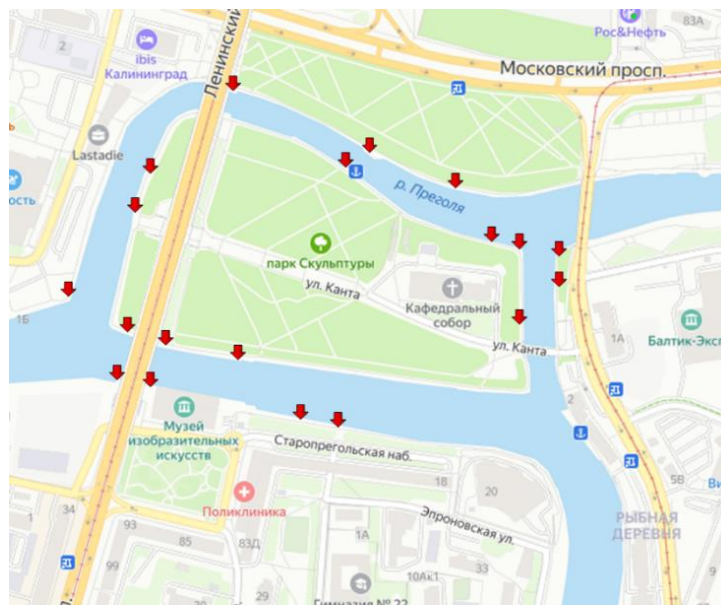 Рос&Нефть
83А
2
ibis
Калининград
Ленинский
Московский просп.
Lastadie
ость
р. Преголя
парк Скульптуры
ул. Канта
Кафедральный
собор
1Б
ул. Канта
1А
Балтик-Экс
2
Музей
изобразительных
искусств
Старопрегольская наб.
18
20
5В
Ви
Поликлиника
34
1
93
85
83Д
1А
Эпроновская ул.
РЫБНАЯ
ДЕРЕВНЯ
99
10Ак1
33
Гимназия № 22